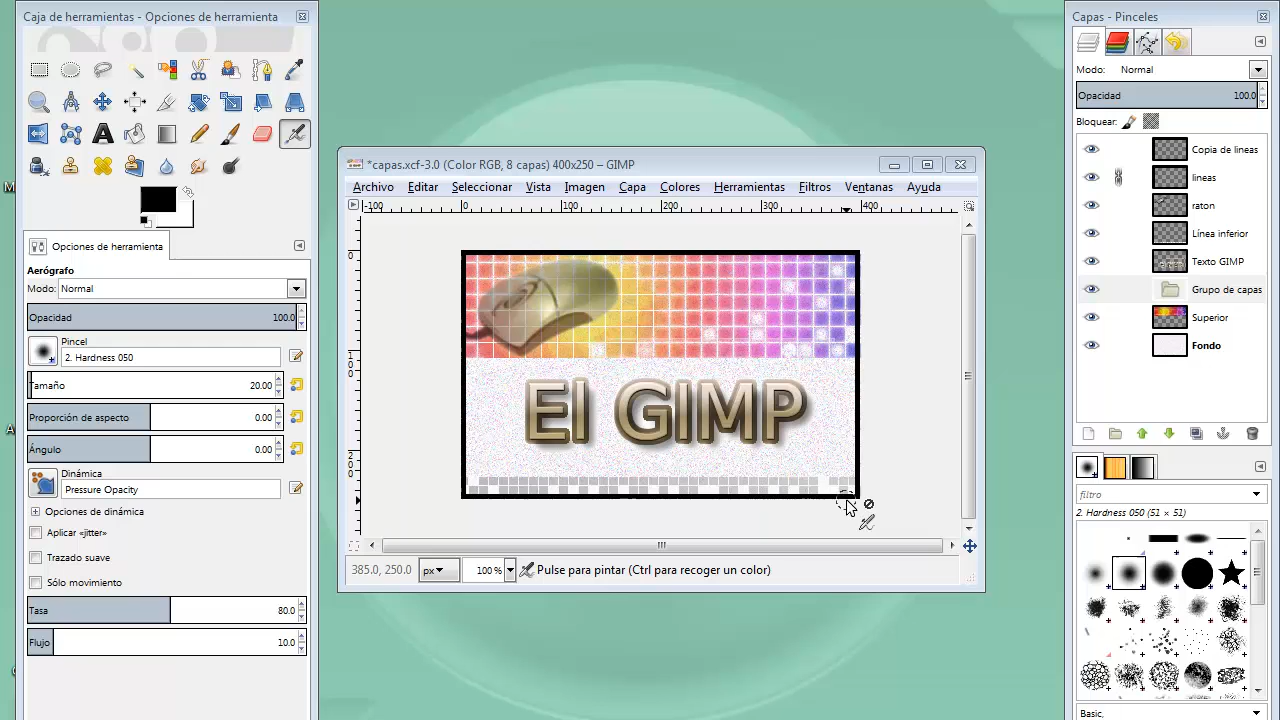 Caja de herramientas - Opciones de herramienta
Opciones de herramienta
Aerógrafo
Modo: Normal
Opacidad 100.0
Pincel
2. Hardness 050
Tamaño 20.00
Proporción de aspecto 0.00
Ángulo 0.00
Dinámica
Pressure Opacity
Opciones de dinámica
Aplicar «jitter»
Trazado suave
Sólo movimiento
Tasa 80.0
Flujo 10.0
*capas.xcf-3.0 (Color RGB, 8 capas) 400x250 – GIMP
Archivo Editar Seleccionar Vista Imagen Capa Colores Herramientas Filtros Ventanas Ayuda
-100 0 100 200 300 400
0
100
200
El GIMP
385.0, 250.0 px 100 % Pulse para pintar (Ctrl para recoger un color)
Capas - Pinceles
Modo: Normal
Opacidad 100.0
Bloquear:
Copia de lineas
lineas
raton
Línea inferior
Texto GIMP
Grupo de capas
Superior
Fondo
filtro
2. Hardness 050 (51 × 51)
Basic,